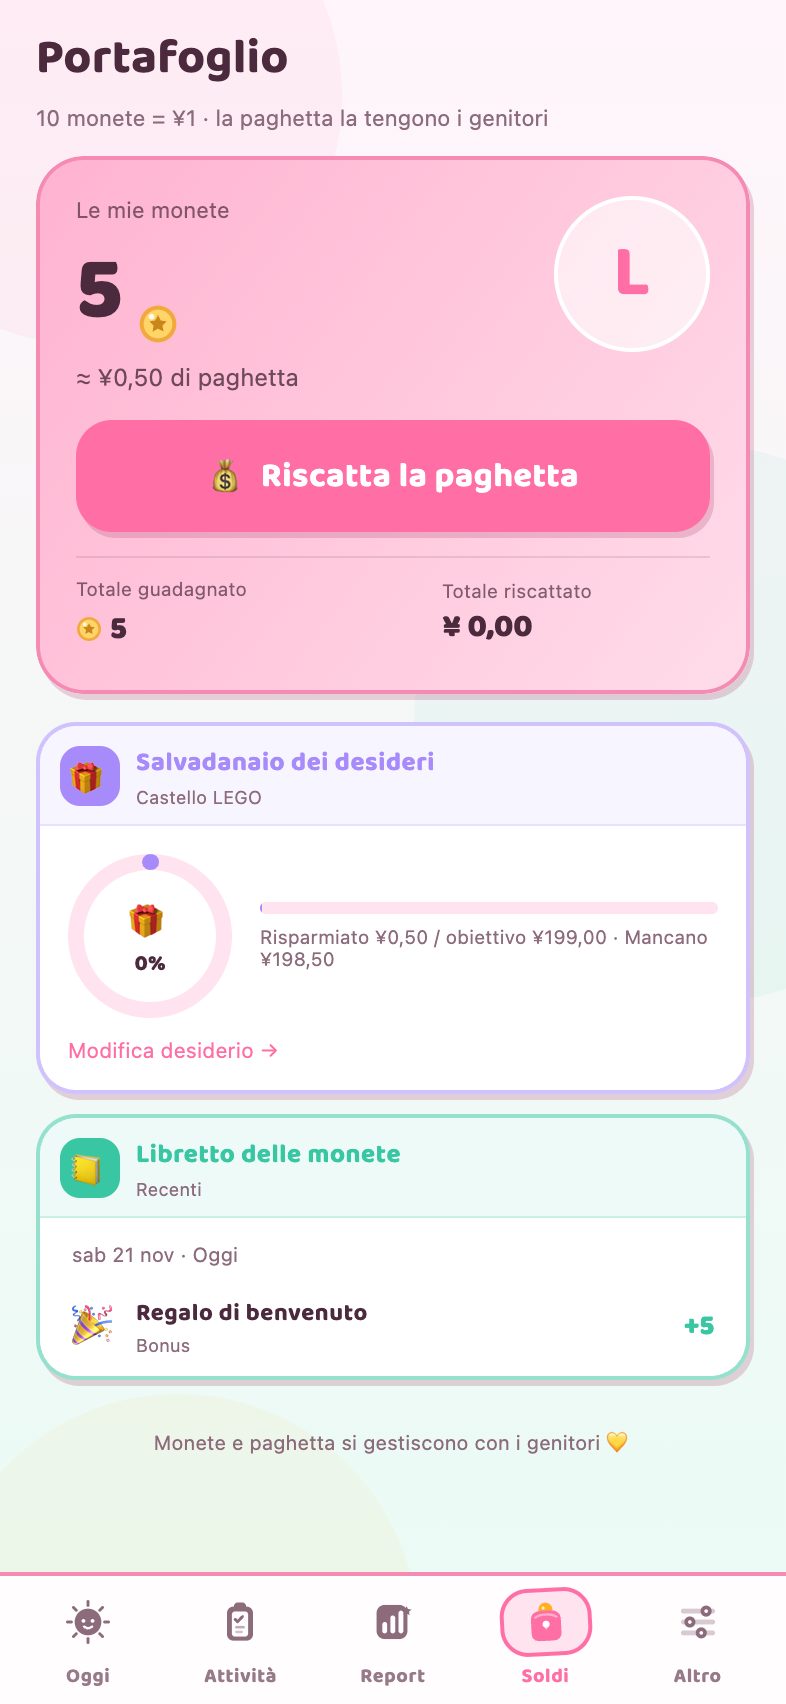 Portafoglio
10 monete = ¥1 · la paghetta la tengono i genitori
Le mie monete
L
5
≈ ¥0,50 di paghetta
Riscatta la paghetta
Totale guadagnato
5
Totale riscattato
¥ 0,00
Salvadanaio dei desideri
Castello LEGO
0%
Risparmiato ¥0,50 / obiettivo ¥199,00 · Mancano
¥198,50
Modifica desiderio →
Libretto delle monete
Recenti
sab 21 nov · Oggi
Regalo di benvenuto
Bonus
+5
Monete e paghetta si gestiscono con i genitori 💛
Oggi
Attività
Report
Soldi
Altro